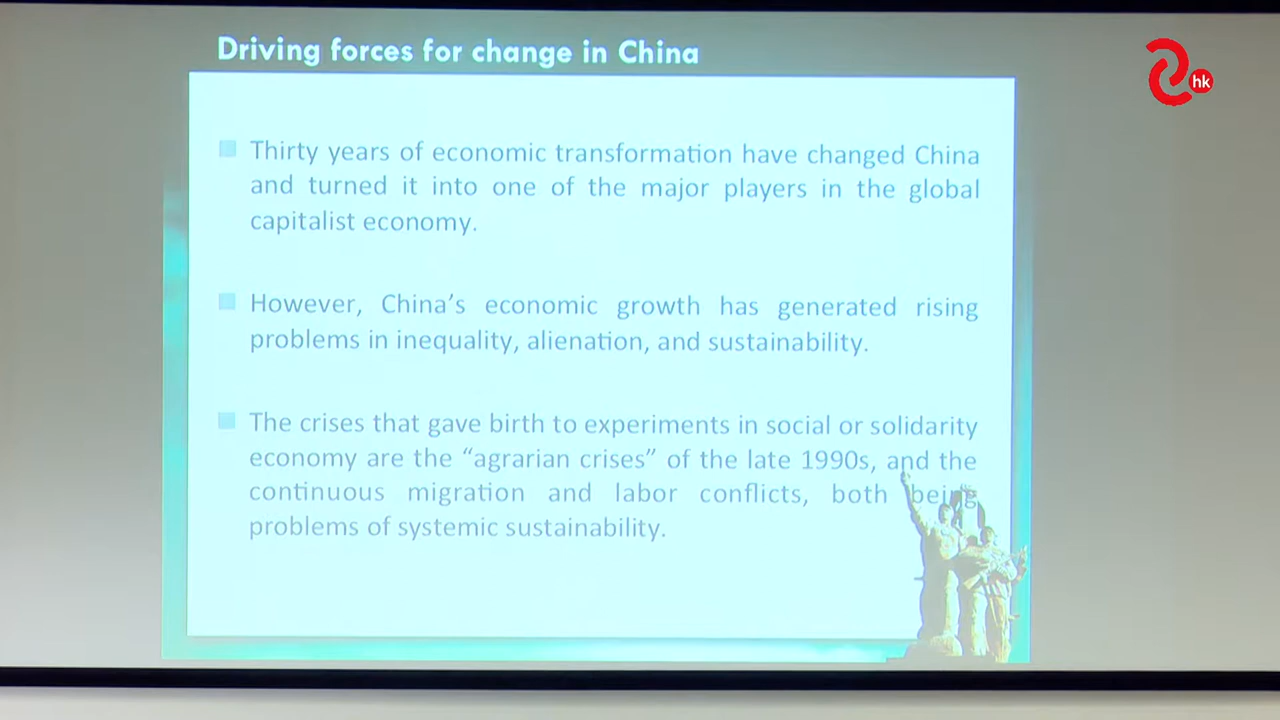 Driving forces for change in China
hk
Thirty years of economic transformation have changed China
and turned it into one of the major players in the global
capitalist economy.
However, China's economic growth has generated rising
problems in inequality, alienation, and sustainability.
The crises that gave birth to experiments in social or solidarity
economy are the “agrarian crises” of the late 1990s, and the
continuous migration and labor conflicts, both being
problems of systemic sustainability.